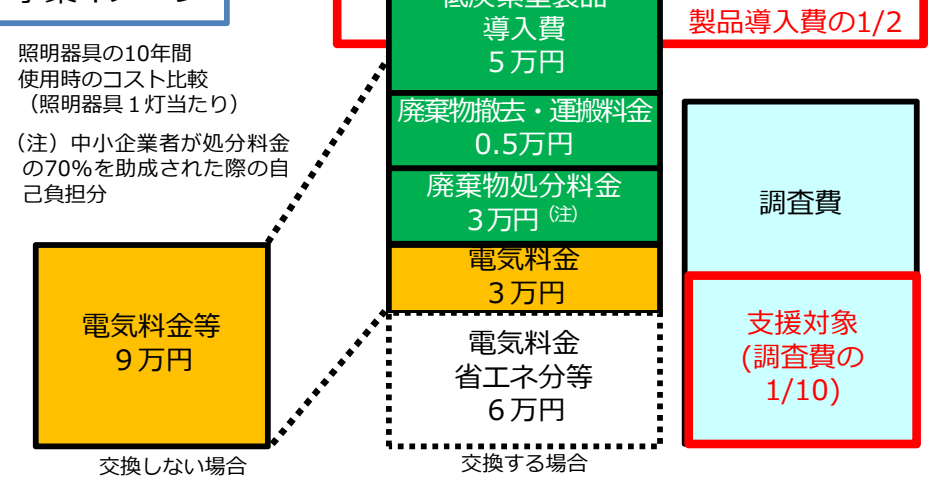 製品導入費の1/2
導入費
５万円
照明器具の10年間
使用時のコスト比較
（照明器具１灯当たり）
（注）中小企業者が処分料金
の70%を助成された際の自
己負担分
廃棄物撤去・運搬料金
0.5万円
廃棄物処分料金
３万円（注）
電気料金
３万円
電気料金
省エネ分等
６万円
電気料金等
９万円
調査費
支援対象
(調査費の
1/10)
交換しない場合
交換する場合